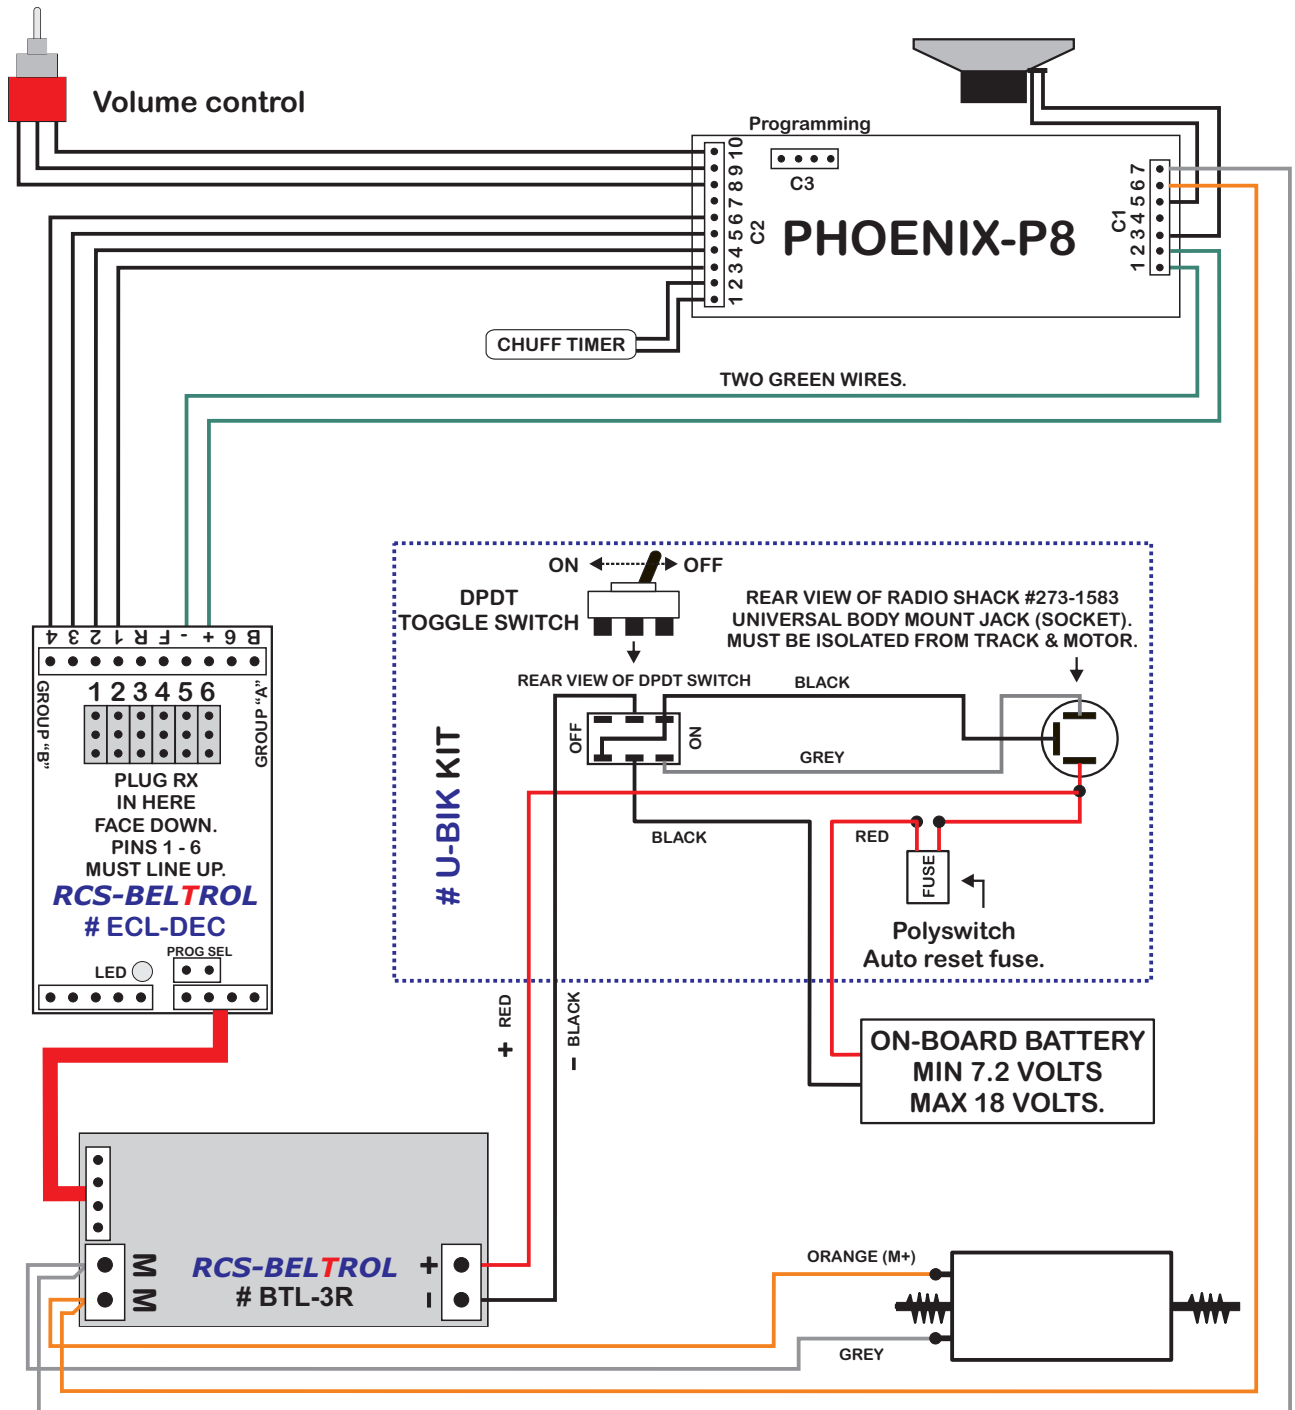 Volume control
Programming
10
9
8
7
6
5
4
3
2
1
C2
C3
PHOENIX-P8
C1
7
6
5
4
3
2
1
CHUFF TIMER
TWO GREEN WIRES.
ON OFF
DPDT
TOGGLE SWITCH
REAR VIEW OF RADIO SHACK #273-1583
UNIVERSAL BODY MOUNT JACK (SOCKET).
MUST BE ISOLATED FROM TRACK & MOTOR.
REAR VIEW OF DPDT SWITCH
BLACK
OFF
ON
GREY
BLACK
RED
FUSE
Polyswitch
Auto reset fuse.
# U-BIK KIT
4 3 2 1 R F - + 6 B
GROUP "B"
GROUP "A"
1 2 3 4 5 6
PLUG RX
IN HERE
FACE DOWN.
PINS 1 - 6
MUST LINE UP.
RCS-BELTROL
# ECL-DEC
PROG SEL
LED
+ RED
- BLACK
ON-BOARD BATTERY
MIN 7.2 VOLTS
MAX 18 VOLTS.
M
M
RCS-BELTROL
# BTL-3R
+
-
ORANGE (M+)
GREY